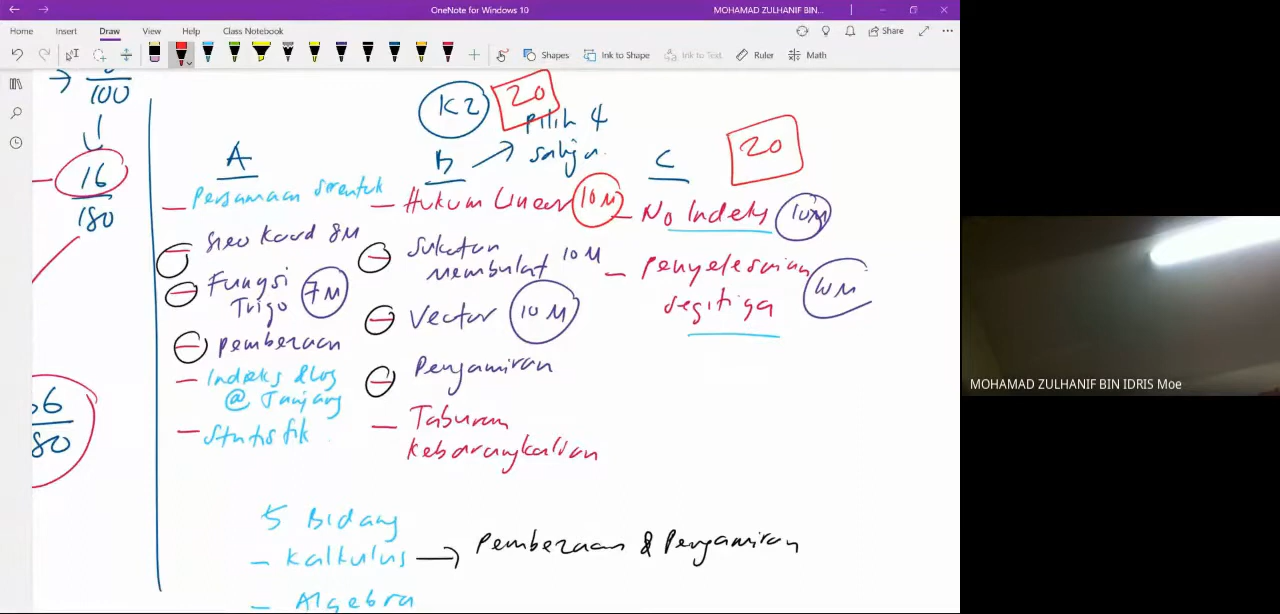 OneNote for Windows 10
MOHAMAD ZULHANIF BIN...
Home Insert Draw View Help Class Notebook
Share
Shapes Ink to Shape Ink to Text Ruler Math
100
16
180
66
80
K2 20
Pilih 4
sahja.
A
Persamaan Serentak
Geo Koord 8M
Fungsi
Trigo 7M
Pembezaan
Indeks & Log
@ Janjang
Statistik
B
Hukum Linear 10M
Sukatan
membulat 10M
Vector 10M
Pengamiran
Taburan
kebarangkalian
C 20
No Indeks 10M
Penyelesaian
segitiga 10M
5 Bidang
- Kalkulus → Pembezaan & Pengamiran
- Algebra
MOHAMAD ZULHANIF BIN IDRIS Moe